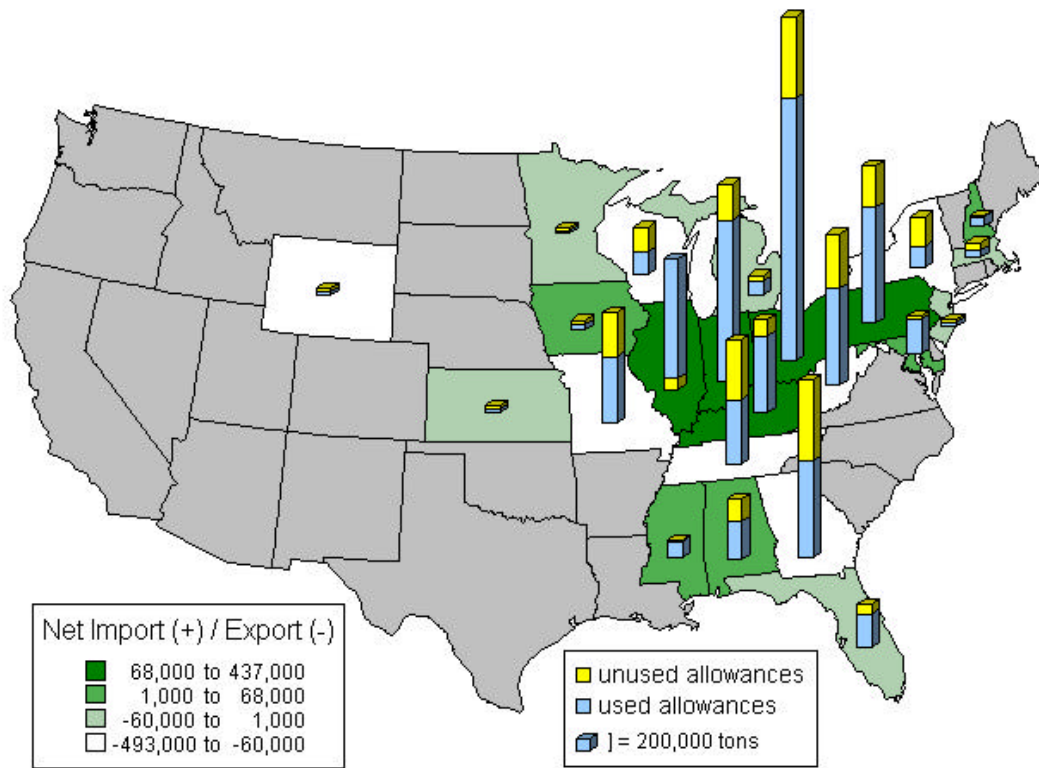 Net Import (+) / Export (-)
68,000 to 437,000
1,000 to 68,000
-60,000 to 1,000
-493,000 to -60,000
unused allowances
used allowances
] = 200,000 tons